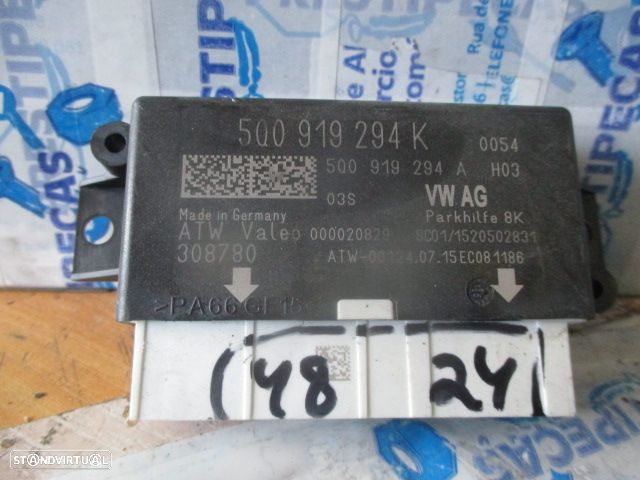 5Q0 919 294 K 0054
5Q0 919 294 A H03
03S VW AG
Made in Germany Parkhilfe 8K
ATW Valeo 000020829 SC01/1520502831
308780 ATW-00124.07.15EC081186
>PA66 GF15
(48 24)
STANDVIRTUAL